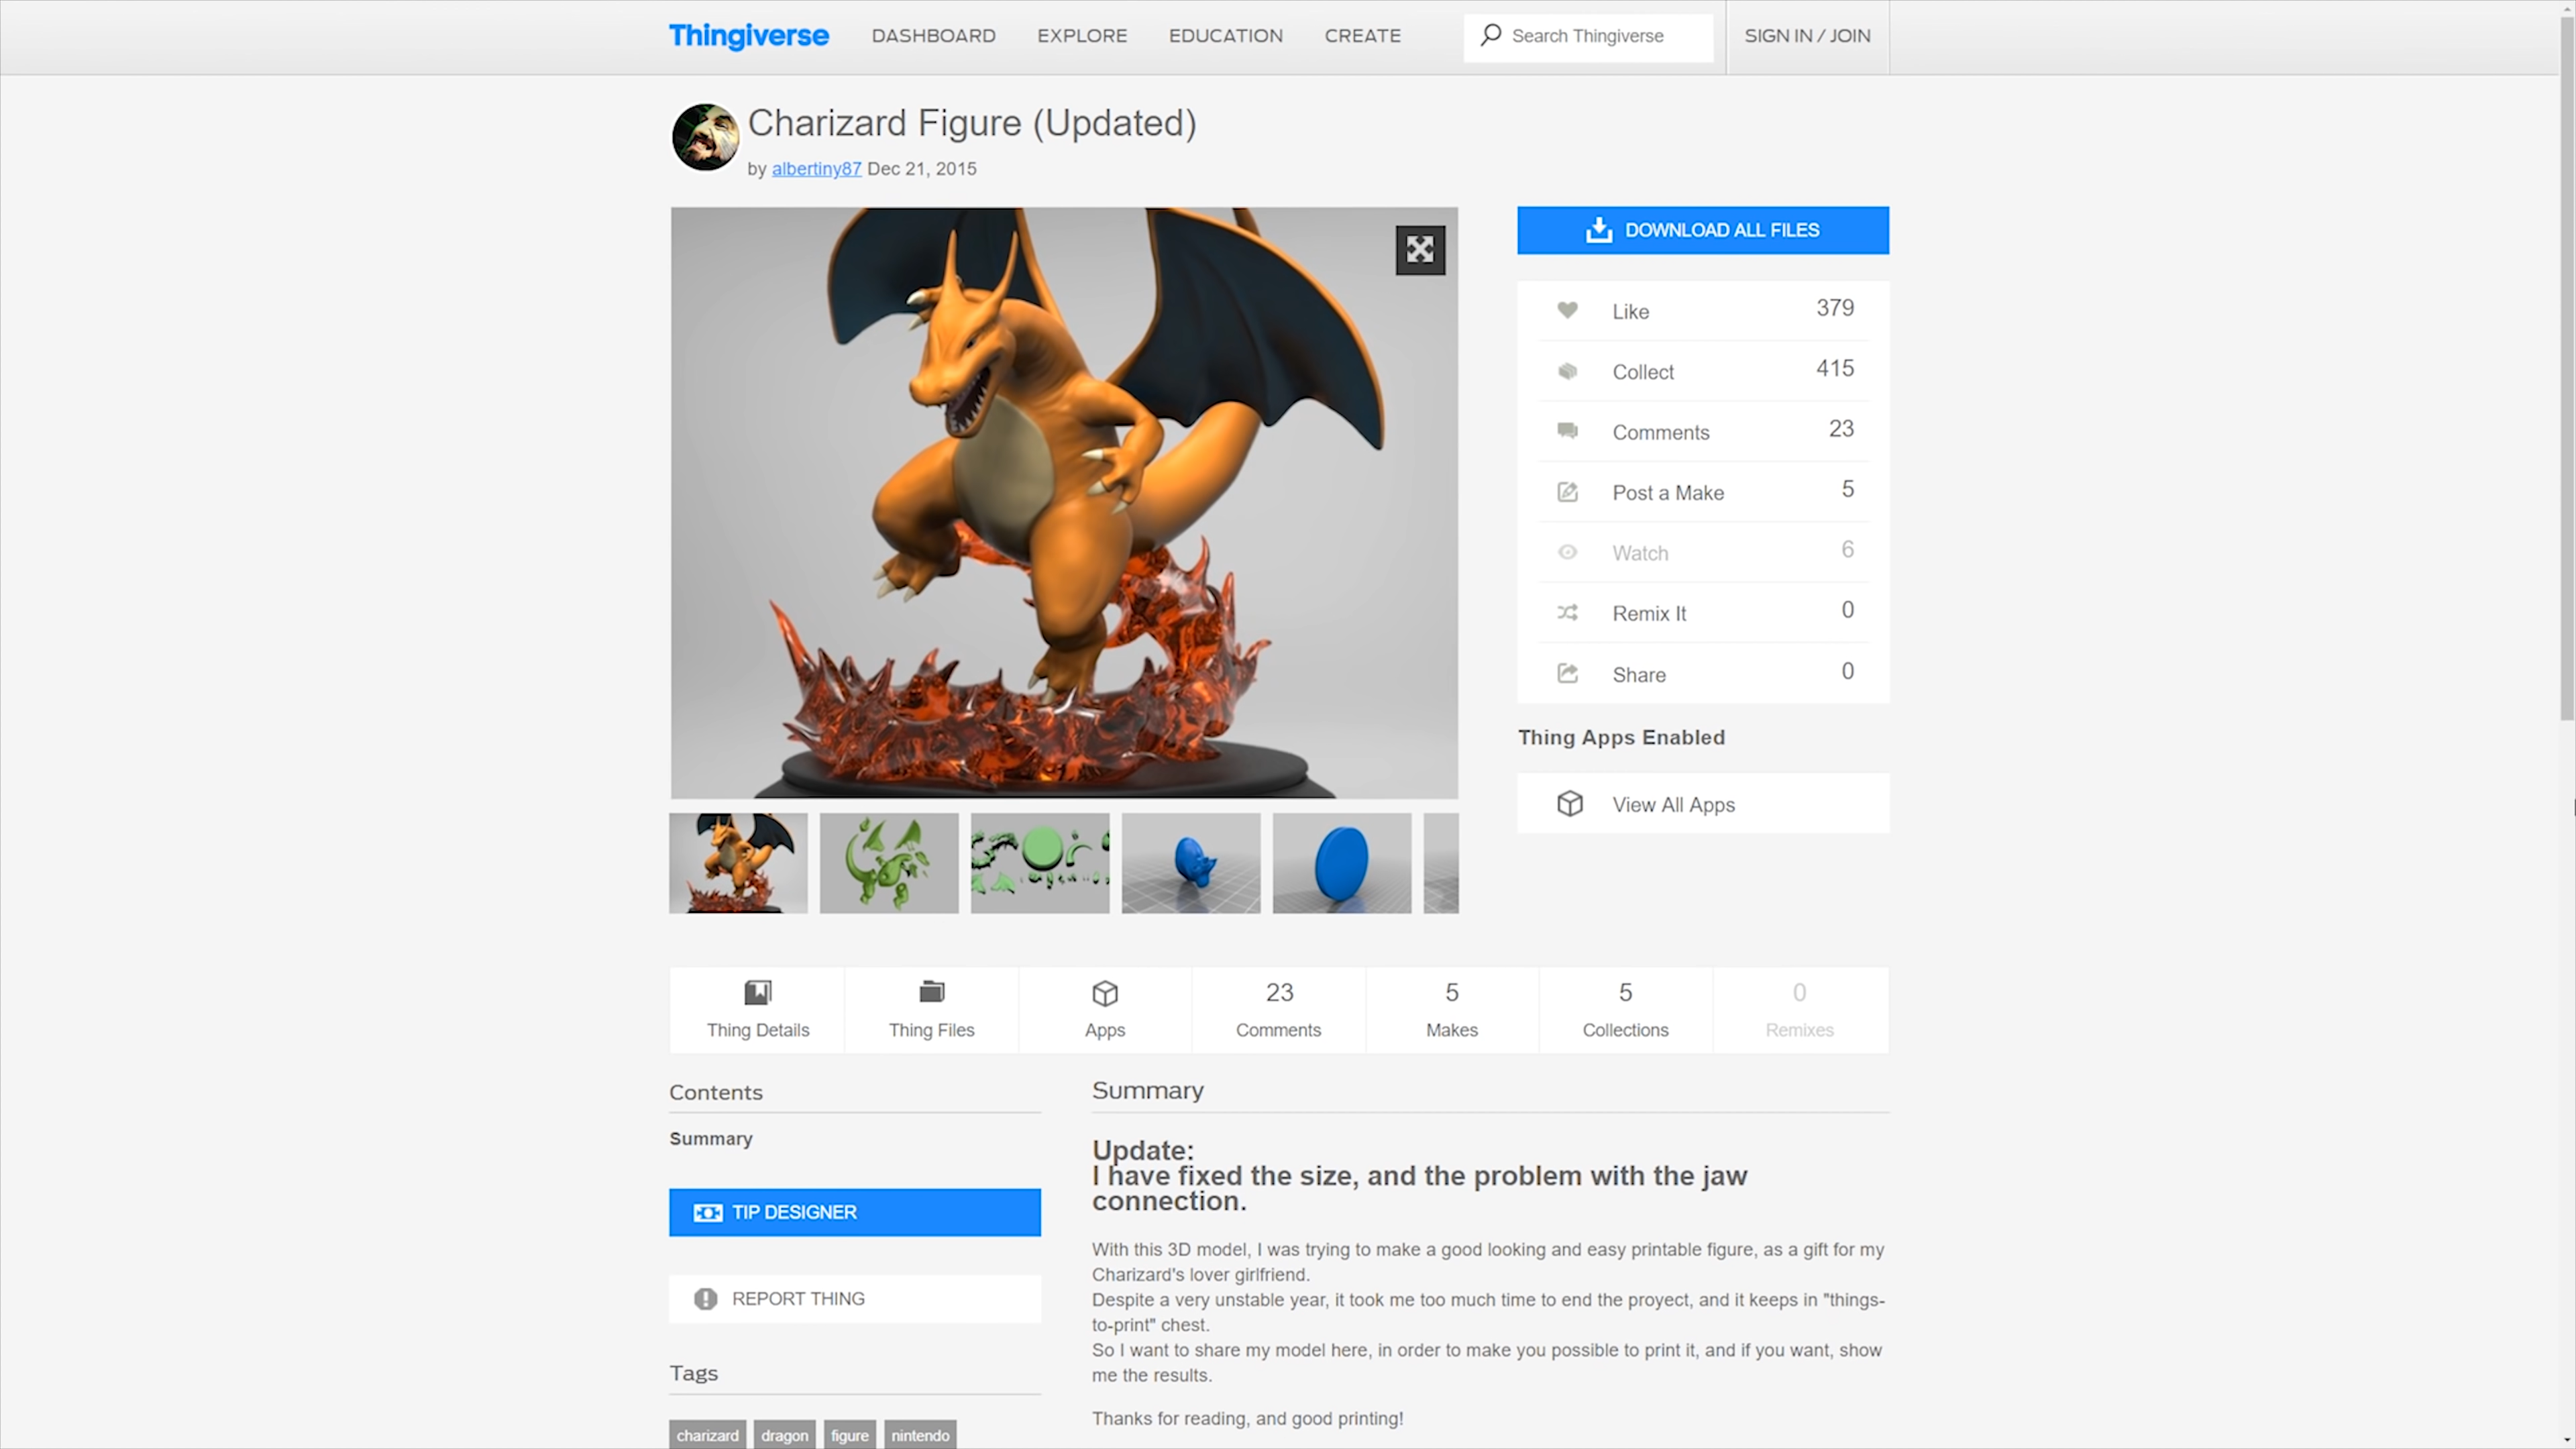 Thingiverse DASHBOARD EXPLORE EDUCATION CREATE Search Thingiverse SIGN IN / JOIN
Charizard Figure (Updated)
by albertiny87 Dec 21, 2015
DOWNLOAD ALL FILES
Like 379
Collect 415
Comments 23
Post a Make 5
Watch 6
Remix It 0
Share 0
Thing Apps Enabled
View All Apps
Thing Details
Thing Files
Apps
23
Comments
5
Makes
5
Collections
0
Remixes
Contents
Summary
TIP DESIGNER
REPORT THING
Tags
charizard dragon figure nintendo
Summary
Update:
I have fixed the size, and the problem with the jaw
connection.
With this 3D model, I was trying to make a good looking and easy printable figure, as a gift for my
Charizard's lover girlfriend.
Despite a very unstable year, it took me too much time to end the proyect, and it keeps in "things-
to-print" chest.
So I want to share my model here, in order to make you possible to print it, and if you want, show
me the results.
Thanks for reading, and good printing!